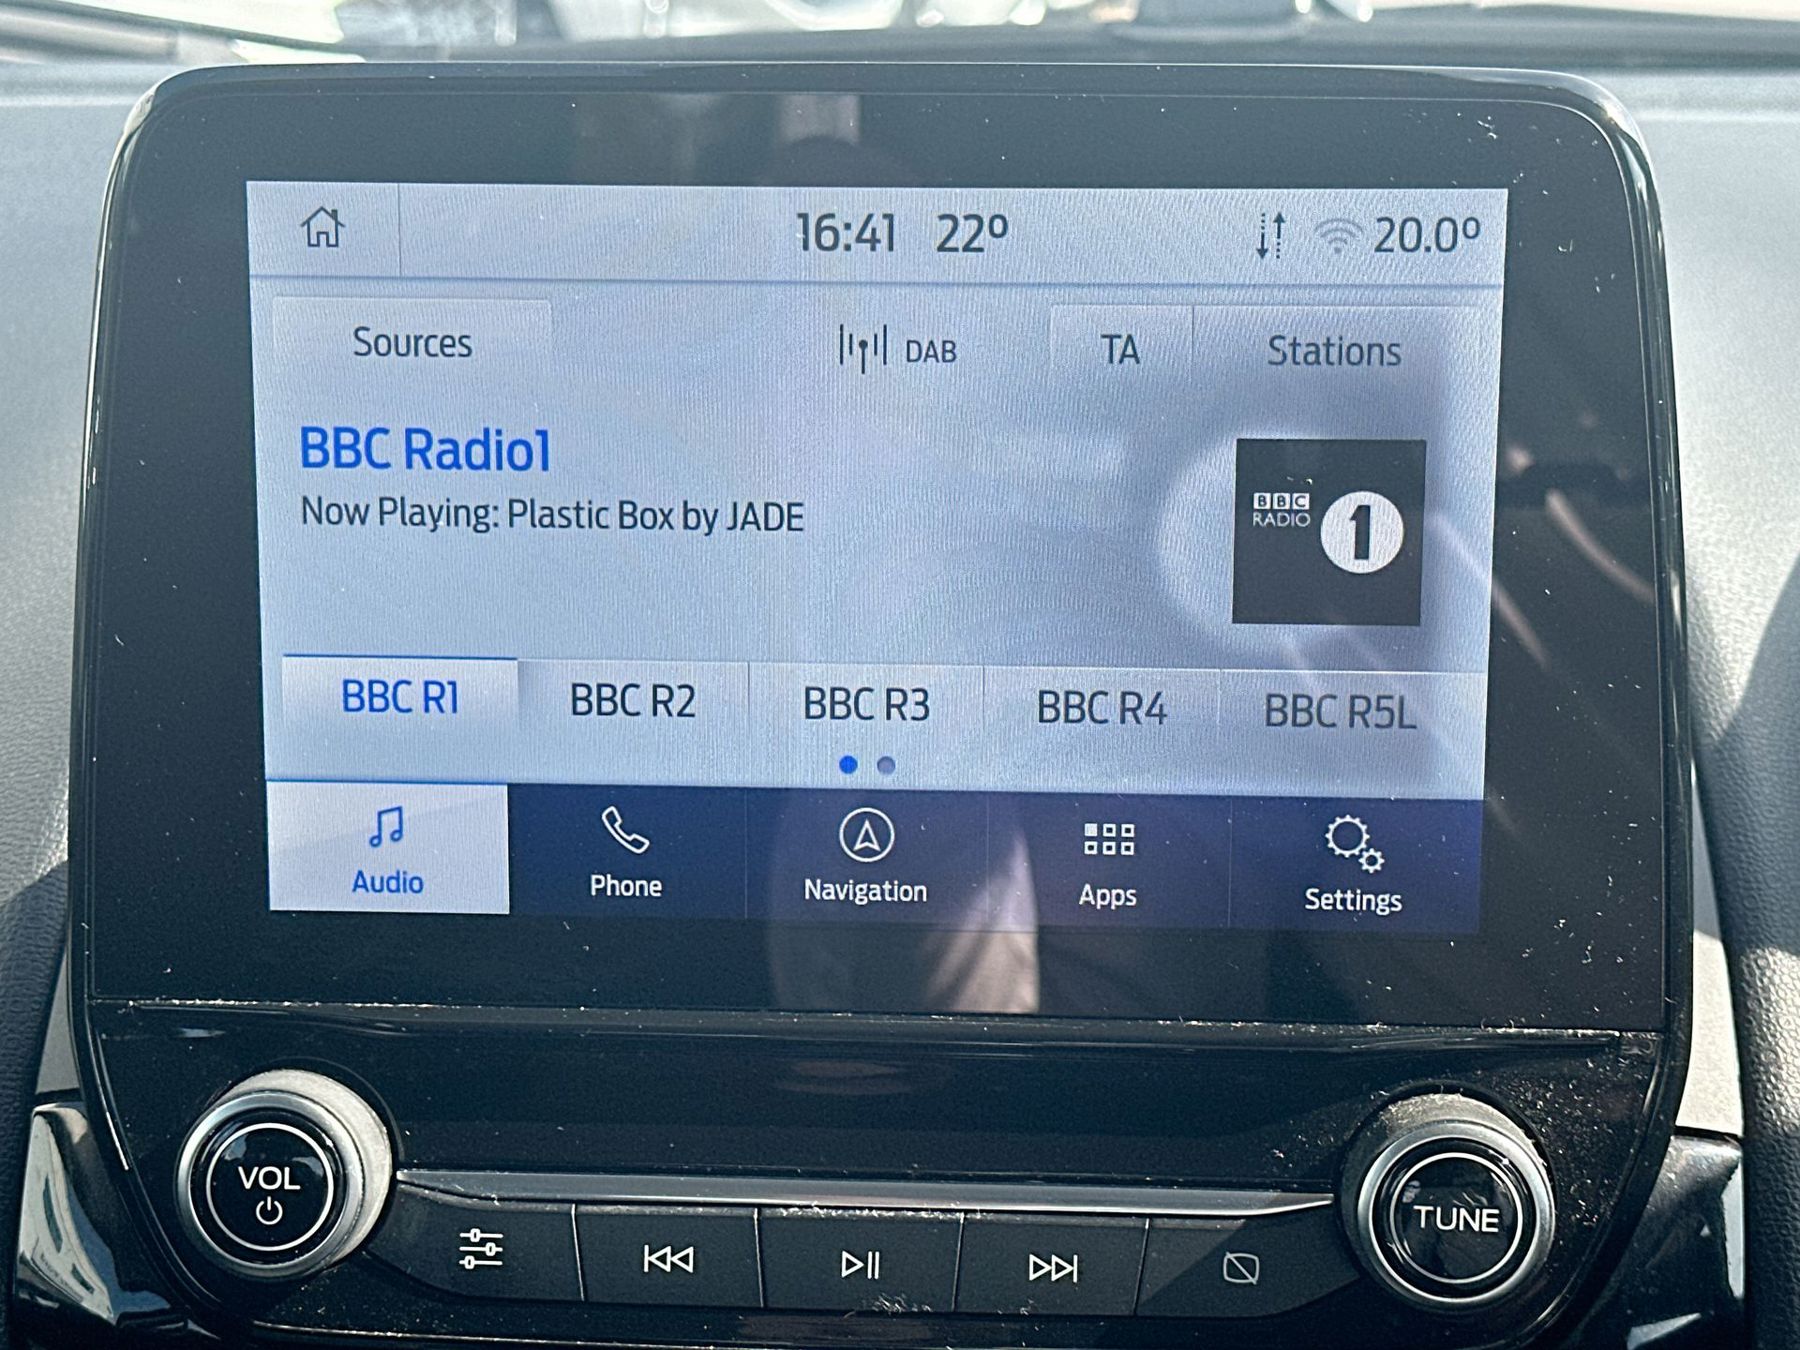 16:41 22° 20.0°
Sources DAB TA Stations
BBC Radio1
Now Playing: Plastic Box by JADE
BBC
RADIO 1
BBC R1 BBC R2 BBC R3 BBC R4 BBC R5L
Audio Phone Navigation Apps Settings
VOL TUNE